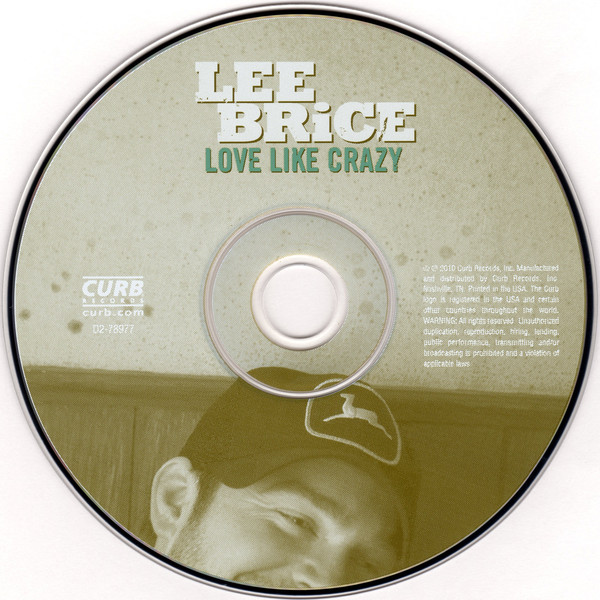 LEE
BRiCE
LOVE LIKE CRAZY
CURB
RECORDS
curb.com
D2-78977
℗ © 2010 Curb Records, Inc. Manufactured
and distributed by Curb Records, Inc.
Nashville, TN. Printed in the USA. The Curb
logo is registered in the USA and certain
other countries throughout the world.
WARNING: All rights reserved. Unauthorized
duplication, reproduction, hiring, lending,
public performance, transmitting and/or
broadcasting is prohibited and a violation of
applicable laws.